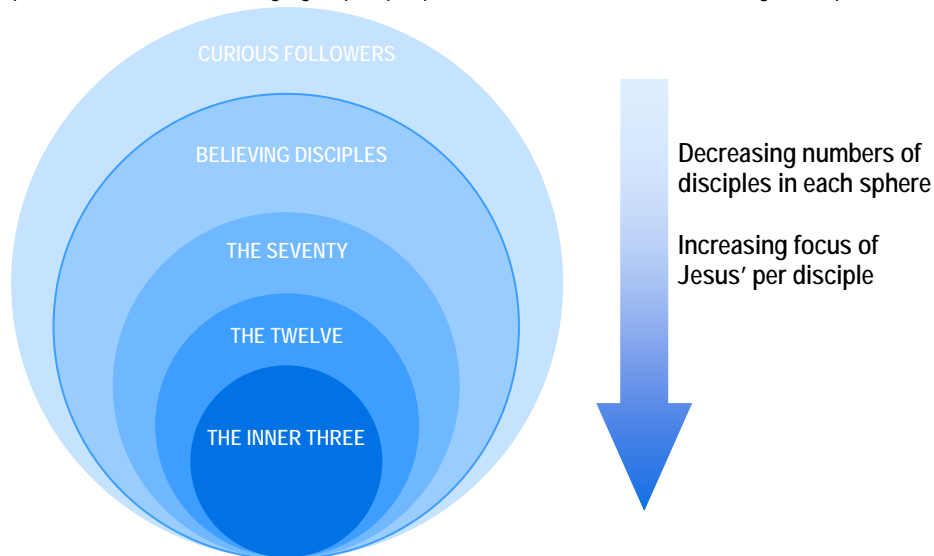 CURIOUS FOLLOWERS
BELIEVING DISCIPLES
THE SEVENTY
THE TWELVE
THE INNER THREE
Decreasing numbers of
disciples in each sphere
Increasing focus of
Jesus’ per disciple